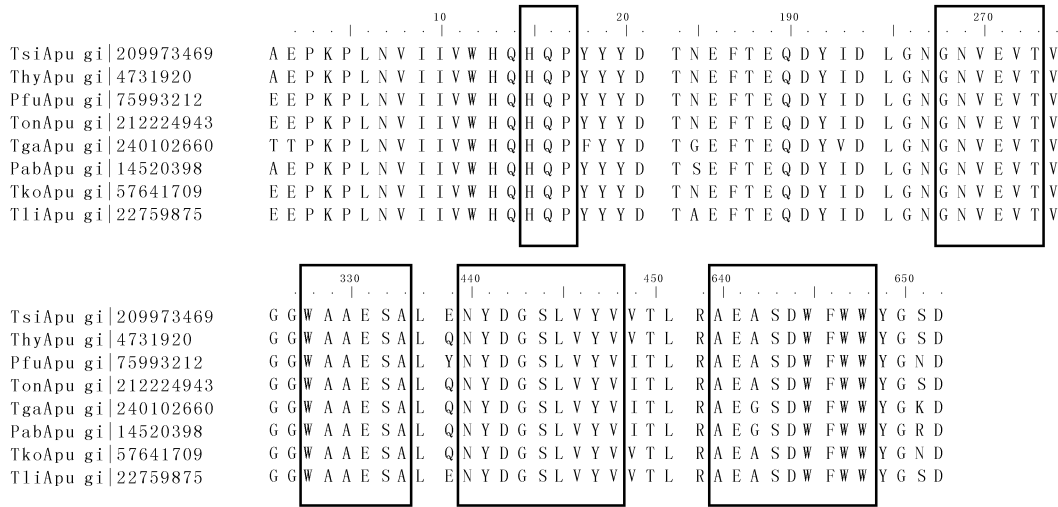 10 20 190 270
TsiApu gi|209973469 A E P K P L N V I I V W H Q H Q P Y Y Y D T N E F T E Q D Y I D L G N G N V E V T V
ThyApu gi|4731920 A E P K P L N V I I V W H Q H Q P Y Y Y D T N E F T E Q D Y I D L G N G N V E V T V
PfuApu gi|75993212 E E P K P L N V I I V W H Q H Q P Y Y Y D T N E F T E Q D Y I D L G N G N V E V T V
TonApu gi|212224943 E E P K P L N V I I V W H Q H Q P Y Y Y D T N E F T E Q D Y I D L G N G N V E V T V
TgaApu gi|240102660 T T P K P L N V I I V W H Q H Q P F Y Y D T G E F T E Q D Y V D L G N G N V E V T V
PabApu gi|14520398 A E P K P L N V I I V W H Q H Q P Y Y Y D T S E F T E Q D Y I D L G N G N V E V T V
TkoApu gi|57641709 E E P K P L N V I I V W H Q H Q P Y Y Y D T N E F T E Q D Y I D L G N G N V E V T V
TliApu gi|22759875 E E P K P L N V I I V W H Q H Q P Y Y Y D T A E F T E Q D Y I D L G N G N V E V T V
330 440 450 640 650
TsiApu gi|209973469 G G W A A E S A L E N Y D G S L V Y V V T L R A E A S D W F W W Y G S D
ThyApu gi|4731920 G G W A A E S A L Q N Y D G S L V Y V V T L R A E A S D W F W W Y G S D
PfuApu gi|75993212 G G W A A E S A L Y N Y D G S L V Y V I T L R A E A S D W F W W Y G N D
TonApu gi|212224943 G G W A A E S A L Q N Y D G S L V Y V V T L R A E A S D W F W W Y G S D
TgaApu gi|240102660 G G W A A E S A L Q N Y D G S L V Y V I T L R A E G S D W F W W Y G K D
PabApu gi|14520398 G G W A A E S A L Q N Y D G S L V Y V I T L R A E G S D W F W W Y G R D
TkoApu gi|57641709 G G W A A E S A L Q N Y D G S L V Y V V T L R A E A S D W F W W Y G N D
TliApu gi|22759875 G G W A A E S A L E N Y D G S L V Y V V T L R A E A S D W F W W Y G S D